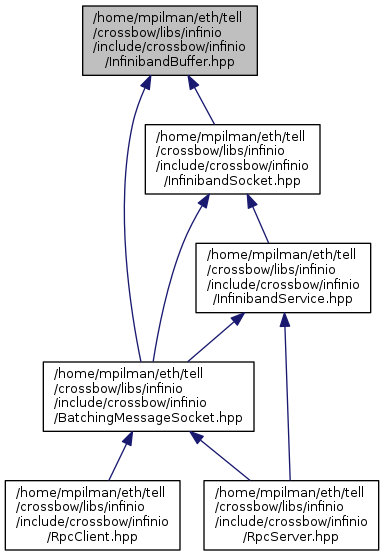 /home/mpilman/eth/tell
/crossbow/libs/infinio
/include/crossbow/infinio
/InfinibandBuffer.hpp
/home/mpilman/eth/tell
/crossbow/libs/infinio
/include/crossbow/infinio
/InfinibandSocket.hpp
/home/mpilman/eth/tell
/crossbow/libs/infinio
/include/crossbow/infinio
/InfinibandService.hpp
/home/mpilman/eth/tell
/crossbow/libs/infinio
/include/crossbow/infinio
/BatchingMessageSocket.hpp
/home/mpilman/eth/tell
/crossbow/libs/infinio
/include/crossbow/infinio
/RpcClient.hpp
/home/mpilman/eth/tell
/crossbow/libs/infinio
/include/crossbow/infinio
/RpcServer.hpp